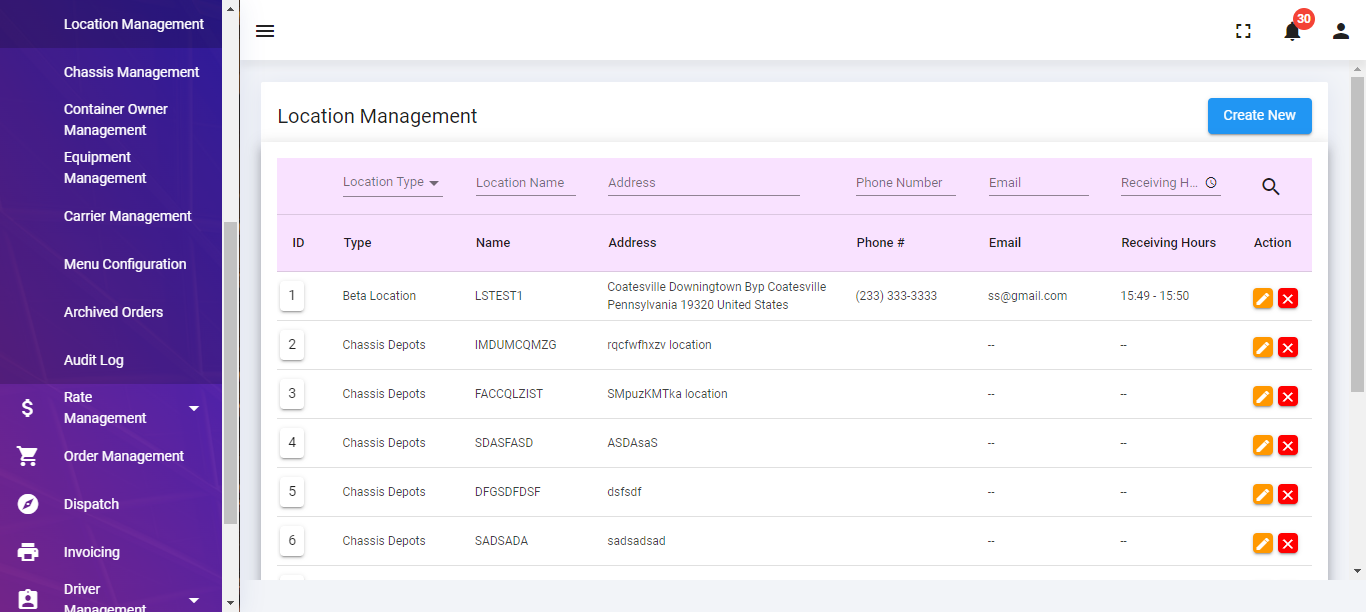 Location Management
Chassis Management
Container Owner
Management
Equipment
Management
Carrier Management
Menu Configuration
Archived Orders
Audit Log
Rate
Management
Order Management
Dispatch
Invoicing
Driver
Management
30
Location Management
Create New
Location Type
Location Name
Address
Phone Number
Email
Receiving H...
ID Type Name Address Phone # Email Receiving Hours Action
1 Beta Location LSTEST1 Coatesville Downingtown Byp Coatesville
Pennsylvania 19320 United States (233) 333-3333 ss@gmail.com 15:49 - 15:50
2 Chassis Depots IMDUMCQMZG rqcfwfhxzv location -- --
3 Chassis Depots FACCQLZIST SMpuzKMTka location -- --
4 Chassis Depots SDASFASD ASDAsaS -- --
5 Chassis Depots DFGSDFDSF dsfsdf -- --
6 Chassis Depots SADSADA sadsadsad -- --